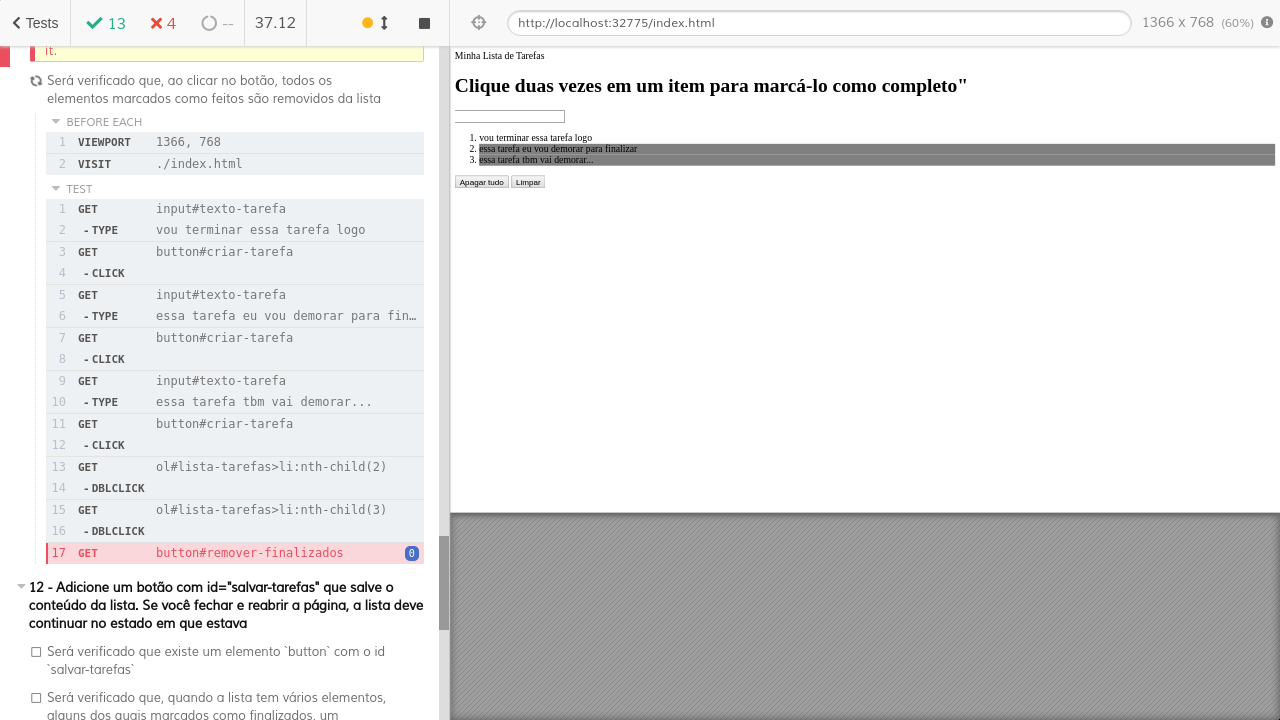 Tests
13
4
--
37.12
http://localhost:32775/index.html
1366 x 768 (60%)
it.
Será verificado que, ao clicar no botão, todos os
elementos marcados como feitos são removidos da lista
BEFORE EACH
1 VIEWPORT 1366, 768
2 VISIT ./index.html
TEST
1 GET input#texto-tarefa
2 -TYPE vou terminar essa tarefa logo
3 GET button#criar-tarefa
4 -CLICK
5 GET input#texto-tarefa
6 -TYPE essa tarefa eu vou demorar para fin…
7 GET button#criar-tarefa
8 -CLICK
9 GET input#texto-tarefa
10 -TYPE essa tarefa tbm vai demorar...
11 GET button#criar-tarefa
12 -CLICK
13 GET ol#lista-tarefas>li:nth-child(2)
14 -DBLCLICK
15 GET ol#lista-tarefas>li:nth-child(3)
16 -DBLCLICK
17 GET button#remover-finalizados 0
12 - Adicione um botão com id="salvar-tarefas" que salve o
conteúdo da lista. Se você fechar e reabrir a página, a lista deve
continuar no estado em que estava
Será verificado que existe um elemento `button` com o id
`salvar-tarefas`
Será verificado que, quando a lista tem vários elementos,
alguns dos quais marcados como finalizados, um
Minha Lista de Tarefas
Clique duas vezes em um item para marcá-lo como completo"
1. vou terminar essa tarefa logo
2. essa tarefa eu vou demorar para finalizar
3. essa tarefa tbm vai demorar...
Apagar tudo Limpar